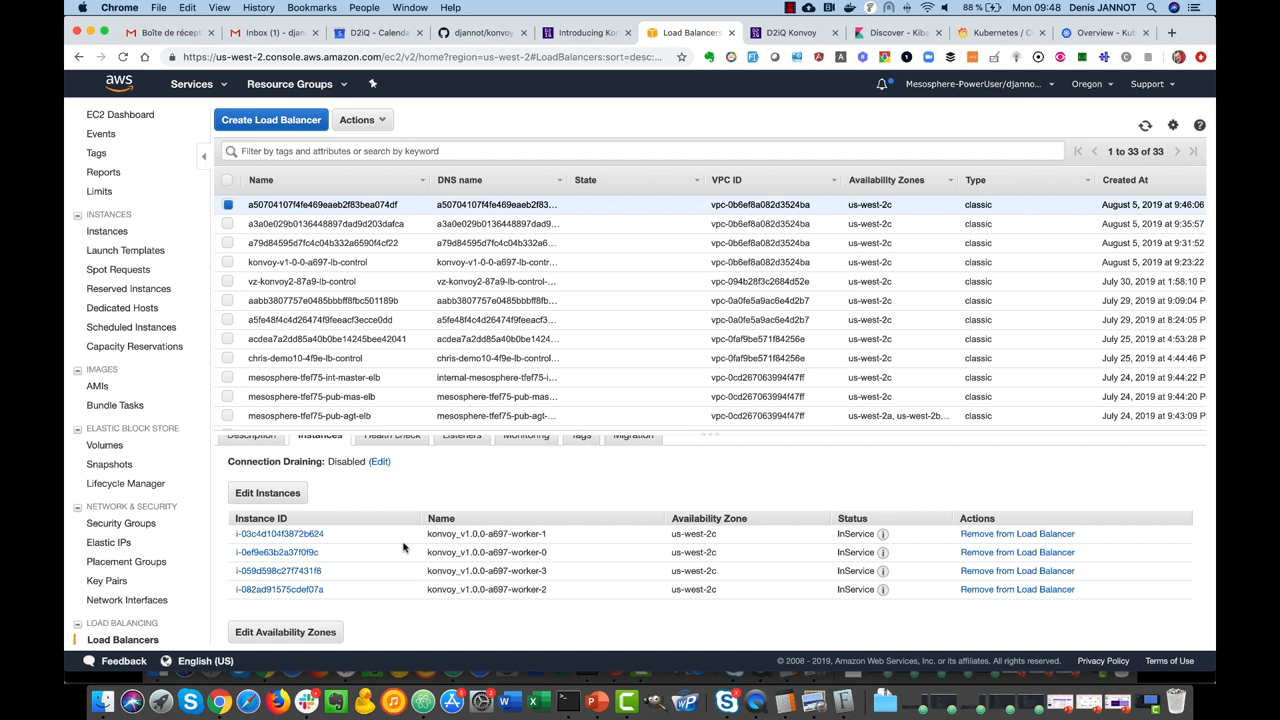 Chrome File Edit View History Bookmarks People Window Help 88% Mon 09:48 Denis JANNOT
Boîte de récept Inbox (1) - djan D2iQ - Calenda djannot/konvoy Introducing Kon Load Balancers D2iQ Konvoy Discover - Kiba Kubernetes / C Overview - Kub
https://us-west-2.console.aws.amazon.com/ec2/v2/home?region=us-west-2#LoadBalancers:sort=desc:...
aws Services Resource Groups Mesosphere-PowerUser/djanno... Oregon Support
EC2 Dashboard
Events
Tags
Reports
Limits
INSTANCES
Instances
Launch Templates
Spot Requests
Reserved Instances
Dedicated Hosts
Scheduled Instances
Capacity Reservations
IMAGES
AMIs
Bundle Tasks
ELASTIC BLOCK STORE
Volumes
Snapshots
Lifecycle Manager
NETWORK & SECURITY
Security Groups
Elastic IPs
Placement Groups
Key Pairs
Network Interfaces
LOAD BALANCING
Load Balancers
Create Load Balancer Actions
Filter by tags and attributes or search by keyword 1 to 33 of 33
Name DNS name State VPC ID Availability Zones Type Created At
a50704107f4fe469eaeb2f83bea074df a50704107f4fe469eaeb2f83... vpc-0b6ef8a082d3524ba us-west-2c classic August 5, 2019 at 9:46:06
a3a0e029b0136448897dad9d203dafca a3a0e029b0136448897dad9... vpc-0b6ef8a082d3524ba us-west-2c classic August 5, 2019 at 9:35:57
a79d84595d7fc4c04b332a6590f4cf22 a79d84595d7fc4c04b332a6... vpc-0b6ef8a082d3524ba us-west-2c classic August 5, 2019 at 9:31:52
konvoy-v1-0-0-a697-lb-control konvoy-v1-0-0-a697-lb-contr... vpc-0b6ef8a082d3524ba us-west-2c classic August 5, 2019 at 9:23:22
vz-konvoy2-87a9-lb-control vz-konvoy2-87a9-lb-control-... vpc-094b28f3c2684d52e us-west-2c classic July 30, 2019 at 1:58:10 P
aabb3807757e0485bbbff8fbc501189b aabb3807757e0485bbbff8fb... vpc-0a0fe5a9ac6e4d2b7 us-west-2c classic July 29, 2019 at 9:09:04 P
a5fe48f4c4d26474f9feeacf3ecce0dd a5fe48f4c4d26474f9feeacf3... vpc-0a0fe5a9ac6e4d2b7 us-west-2c classic July 29, 2019 at 8:24:05 P
acdea7a2dd85a40b0be14245bee42041 acdea7a2dd85a40b0be1424... vpc-0faf9be571f84256e us-west-2c classic July 25, 2019 at 4:53:28 P
chris-demo10-4f9e-lb-control chris-demo10-4f9e-lb-control... vpc-0faf9be571f84256e us-west-2c classic July 25, 2019 at 4:44:46 P
mesosphere-tfef75-int-master-elb internal-mesosphere-tfef75-i... vpc-0cd267063994f47ff us-west-2c classic July 24, 2019 at 9:44:22 P
mesosphere-tfef75-pub-mas-elb mesosphere-tfef75-pub-mas... vpc-0cd267063994f47ff us-west-2c classic July 24, 2019 at 9:44:20 P
mesosphere-tfef75-pub-agt-elb mesosphere-tfef75-pub-agt-... vpc-0cd267063994f47ff us-west-2a, us-west-2b... classic July 24, 2019 at 9:43:09 P
Description Instances Health check Listeners Monitoring Tags Migration
Connection Draining: Disabled (Edit)
Edit Instances
Instance ID Name Availability Zone Status Actions
i-03c4d104f3872b624 konvoy_v1.0.0-a697-worker-1 us-west-2c InService Remove from Load Balancer
i-0ef9e63b2a37f0f9c konvoy_v1.0.0-a697-worker-0 us-west-2c InService Remove from Load Balancer
i-059d598c27f7431f8 konvoy_v1.0.0-a697-worker-3 us-west-2c InService Remove from Load Balancer
i-082ad91575cdef07a konvoy_v1.0.0-a697-worker-2 us-west-2c InService Remove from Load Balancer
Edit Availability Zones
Feedback English (US) © 2008 - 2019, Amazon Web Services, Inc. or its affiliates. All rights reserved. Privacy Policy Terms of Use